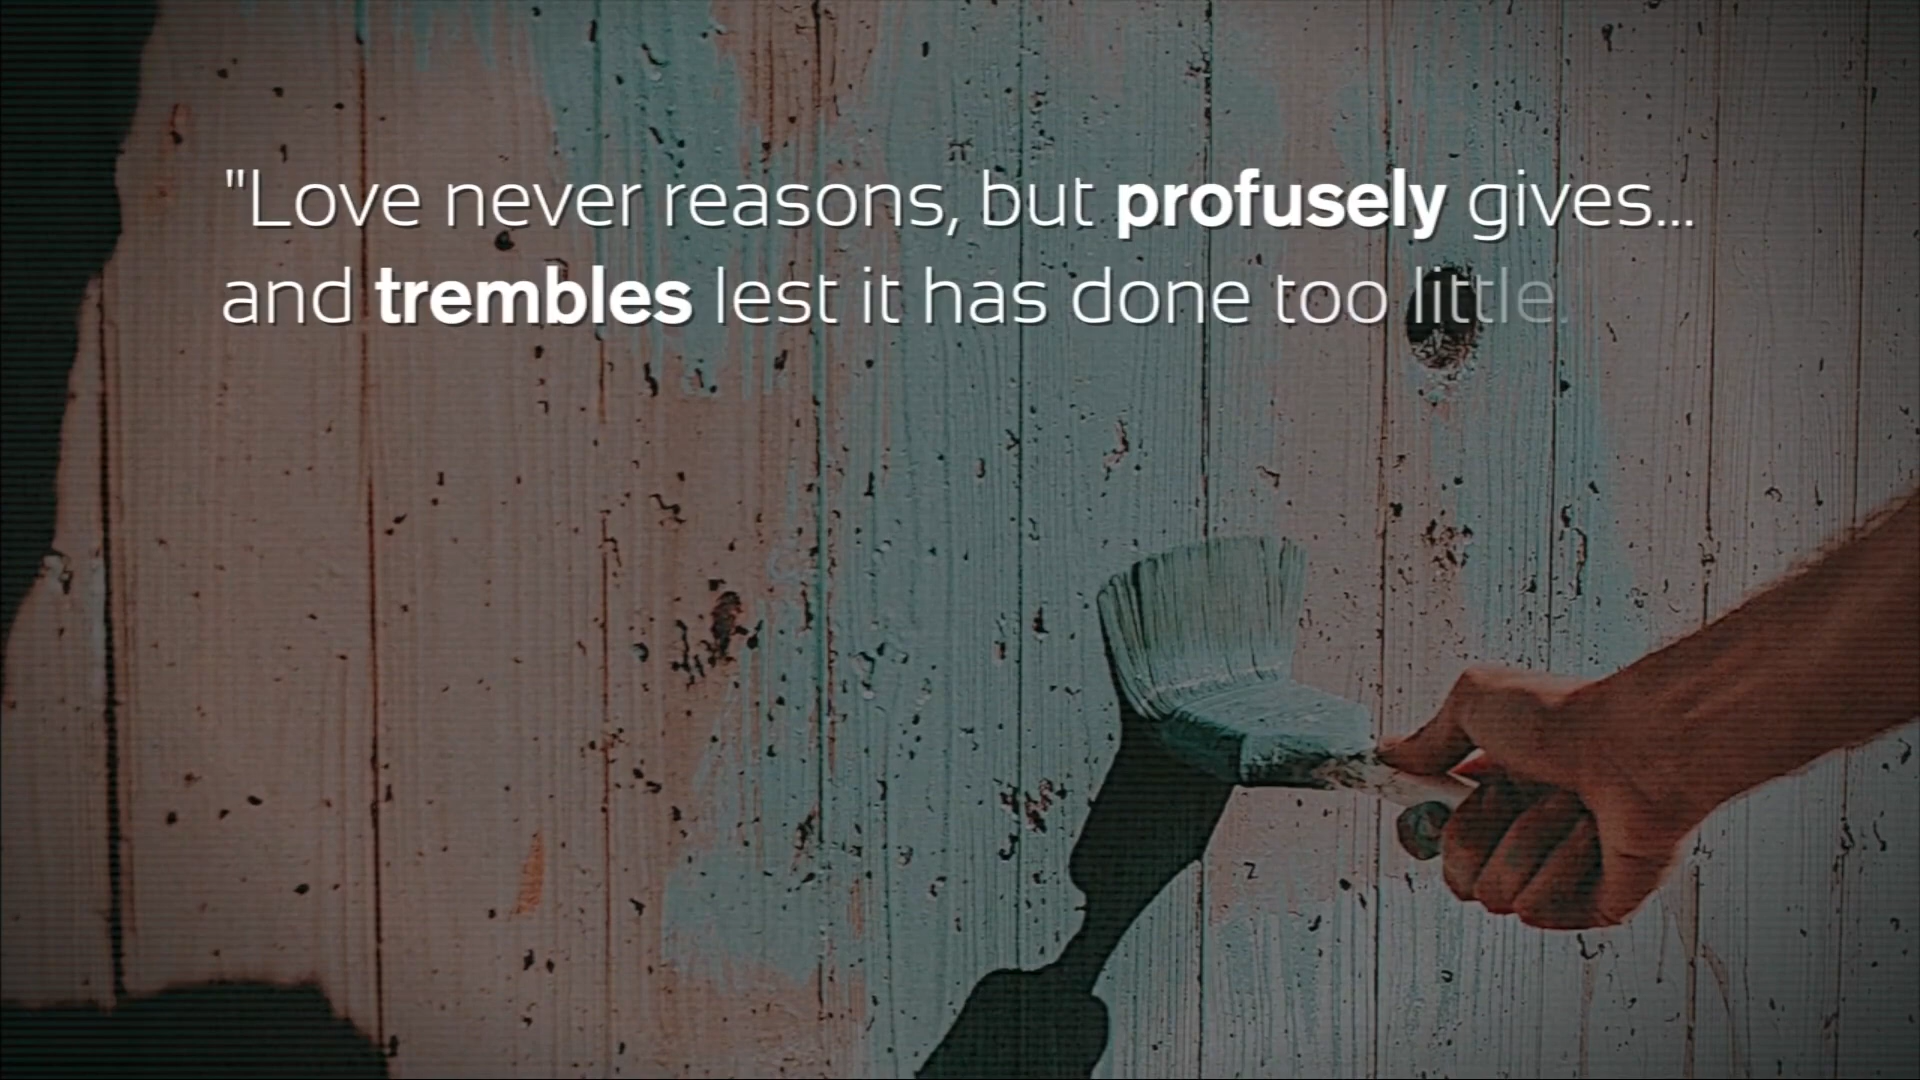 "Love never reasons, but profusely gives...
and trembles lest it has done too little.